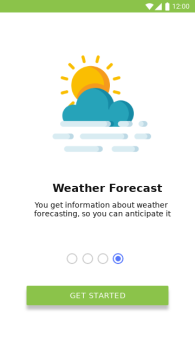 12:00
Weather Forecast
You get information about weather
forecasting, so you can anticipate it
GET STARTED